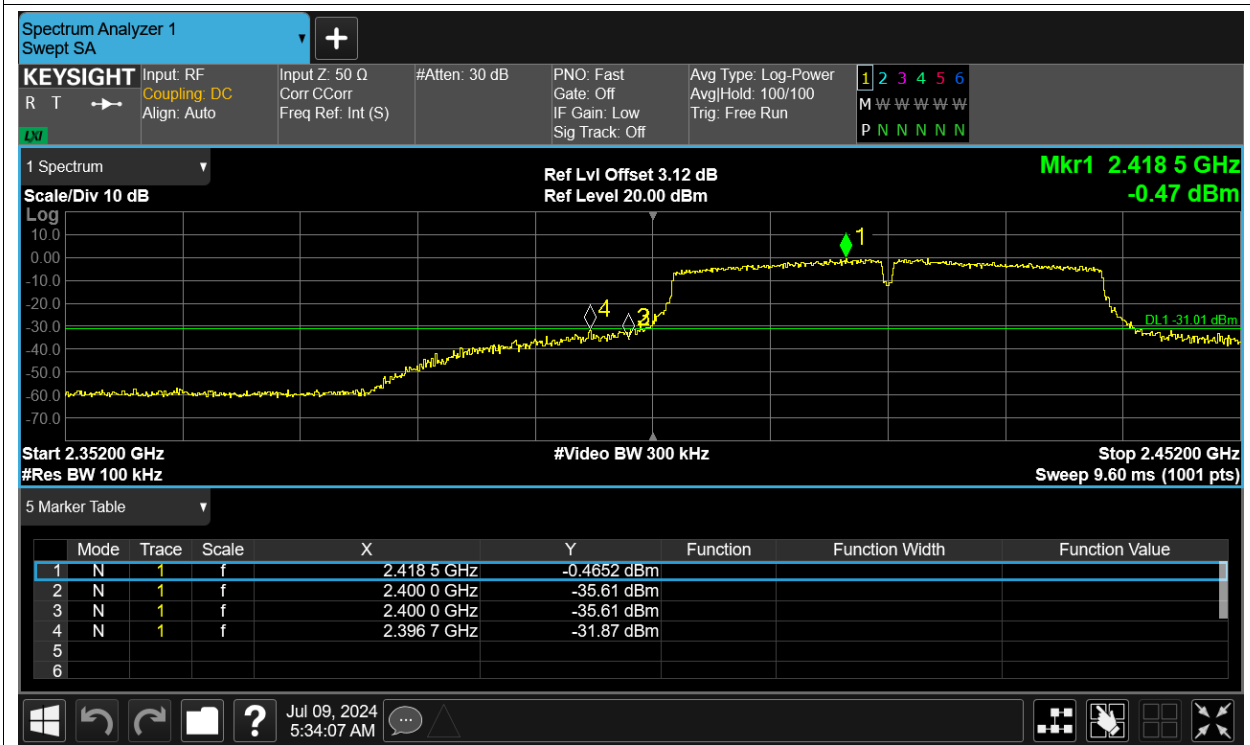 Spectrum Analyzer 1
Swept SA
+
KEYSIGHT Input: RF Input Z: 50 Ω #Atten: 30 dB PNO: Fast Avg Type: Log-Power 1 2 3 4 5 6
R T Coupling: DC Corr CCorr Gate: Off Avg|Hold: 100/100 M W W W W W
Align: Auto Freq Ref: Int (S) IF Gain: Low Trig: Free Run
LXI Sig Track: Off P N N N N N
1 Spectrum Ref Lvl Offset 3.12 dB Mkr1 2.418 5 GHz
Scale/Div 10 dB Ref Level 20.00 dBm -0.47 dBm
Log
10.0
1
0.00
-10.0
-20.0
4
-30.0
DL1 -31.01 dBm
-40.0
-50.0
-60.0
-70.0
Start 2.35200 GHz #Video BW 300 kHz Stop 2.45200 GHz
#Res BW 100 kHz Sweep 9.60 ms (1001 pts)
5 Marker Table
Mode Trace Scale X Y Function Function Width Function Value
1 N 1 f 2.418 5 GHz -0.4652 dBm
2 N 1 f 2.400 0 GHz -35.61 dBm
3 N 1 f 2.400 0 GHz -35.61 dBm
4 N 1 f 2.396 7 GHz -31.87 dBm
5
6
? Jul 09, 2024
5:34:07 AM